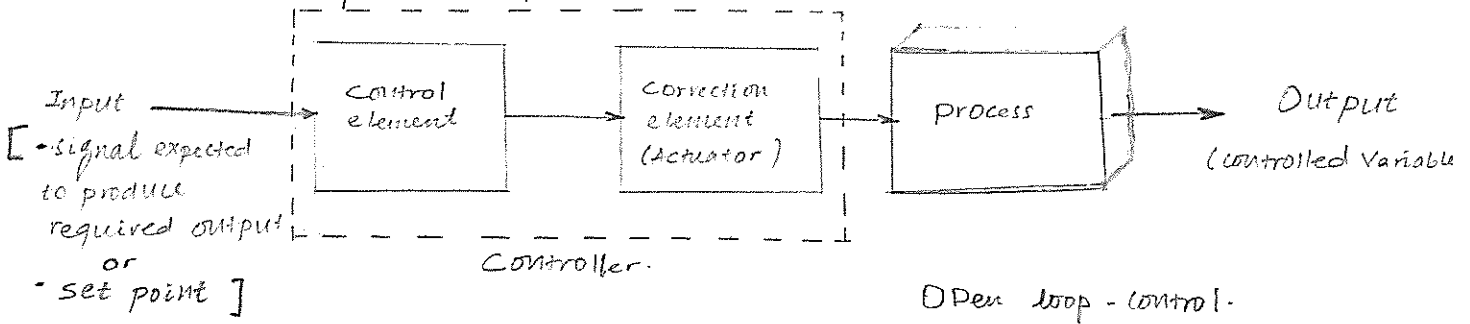 Input
[ - signal expected
to produce
required output
or
- set point ]
control
element
correction
element
(Actuator)
process
Output
(controlled variable
Controller.
Open loop - control.